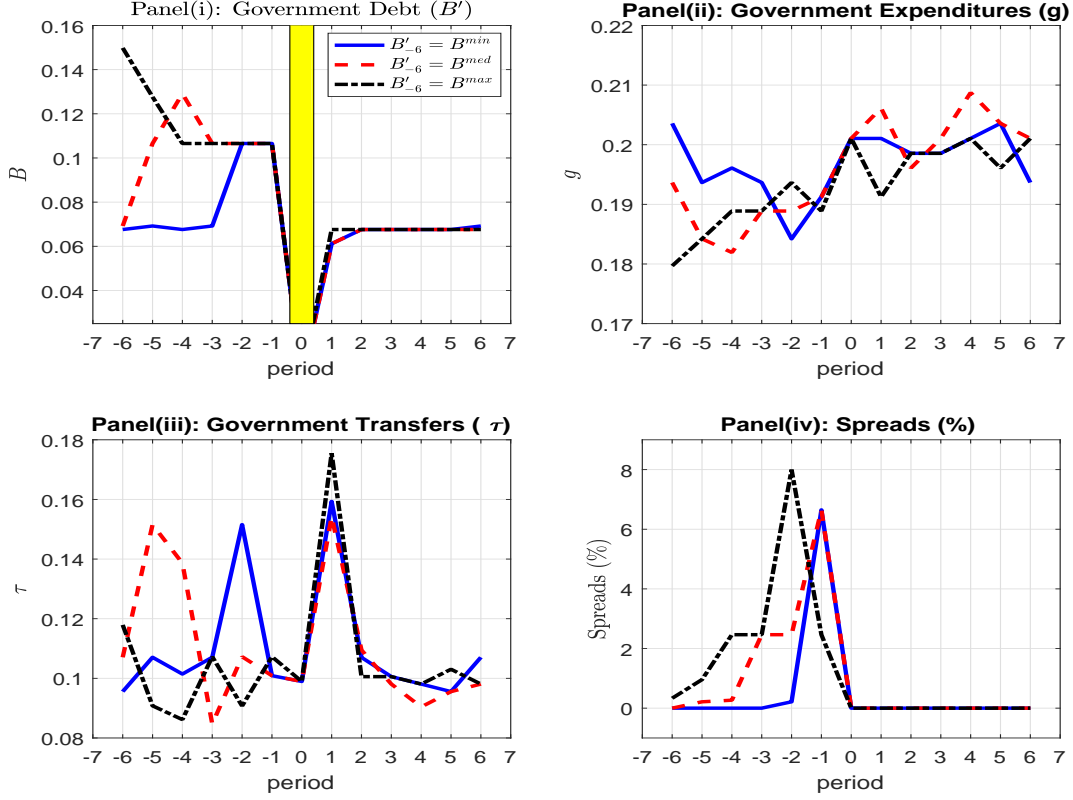 Panel(i): Government Debt (B′)
0.16
0.14
0.12
0.1
0.08
0.06
0.04
B
-7 -6 -5 -4 -3 -2 -1 0 1 2 3 4 5 6 7
period
B′₋₆ = Bᵐⁱⁿ
B′₋₆ = Bᵐᵉᵈ
B′₋₆ = Bᵐᵃˣ
Panel(ii): Government Expenditures (g)
0.22
0.21
0.2
0.19
0.18
0.17
g
-7 -6 -5 -4 -3 -2 -1 0 1 2 3 4 5 6 7
period
Panel(iii): Government Transfers ( τ)
0.18
0.16
0.14
0.12
0.1
0.08
τ
-7 -6 -5 -4 -3 -2 -1 0 1 2 3 4 5 6 7
period
Panel(iv): Spreads (%)
8
6
4
2
0
Spreads (%)
-7 -6 -5 -4 -3 -2 -1 0 1 2 3 4 5 6 7
period